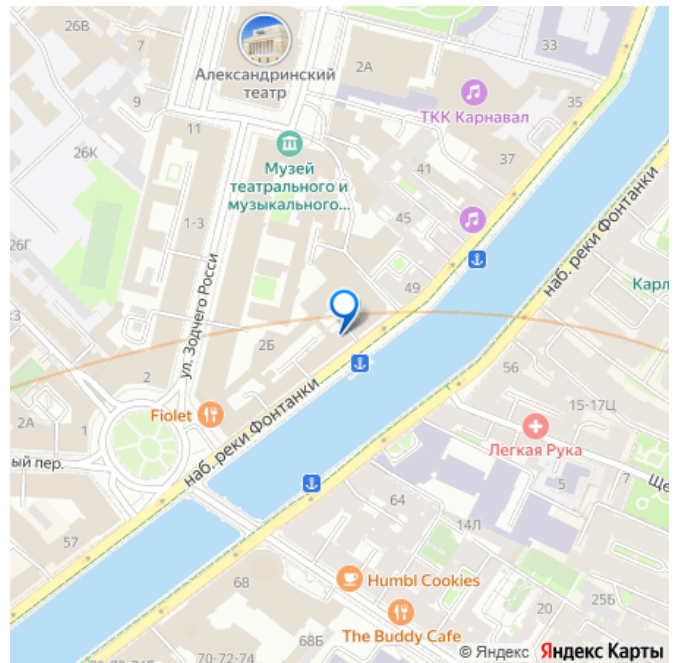 26В
7
33
2А
Александринский
театр
9
ТКК Карнавал
35
11
26К
37
Музей
театрального и
музыкального...
41
1-3
45
26Г
наб. реки Фонтанки
ул. Зодчего Росси
49
Карл
2Б
2
56
15-17Ц
2А
1
Fiolet
наб. реки Фонтанки
Легкая Рука
ый пер.
5
7
Ще
64
14Л
57
68
Humbl Cookies
25Б
20
The Buddy Cafe
68Б
70-72-74
© Яндекс Яндекс Карты